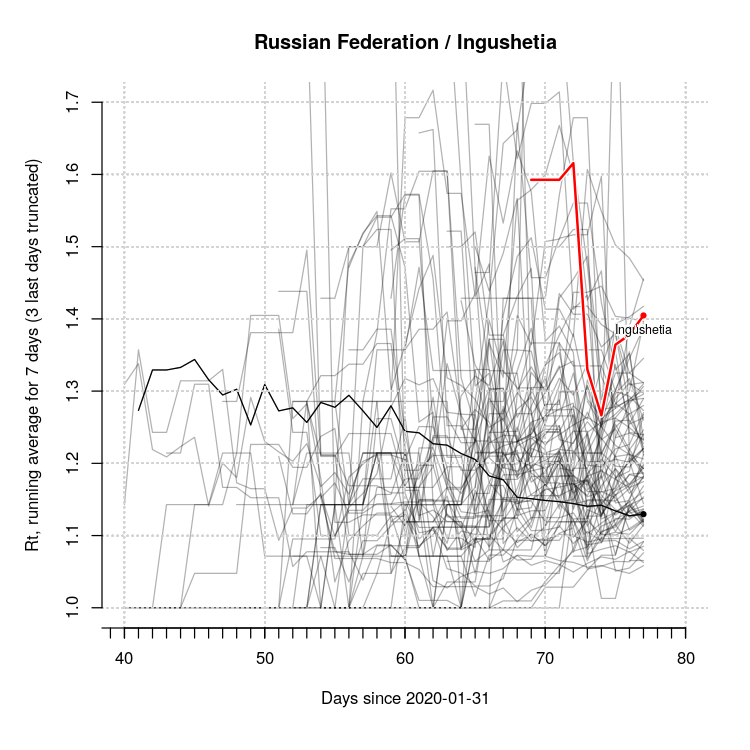 Russian Federation / Ingushetia
Rt, running average for 7 days (3 last days truncated)
1.7
1.6
1.5
1.4
1.3
1.2
1.1
1.0
Ingushetia
40 50 60 70 80
Days since 2020-01-31